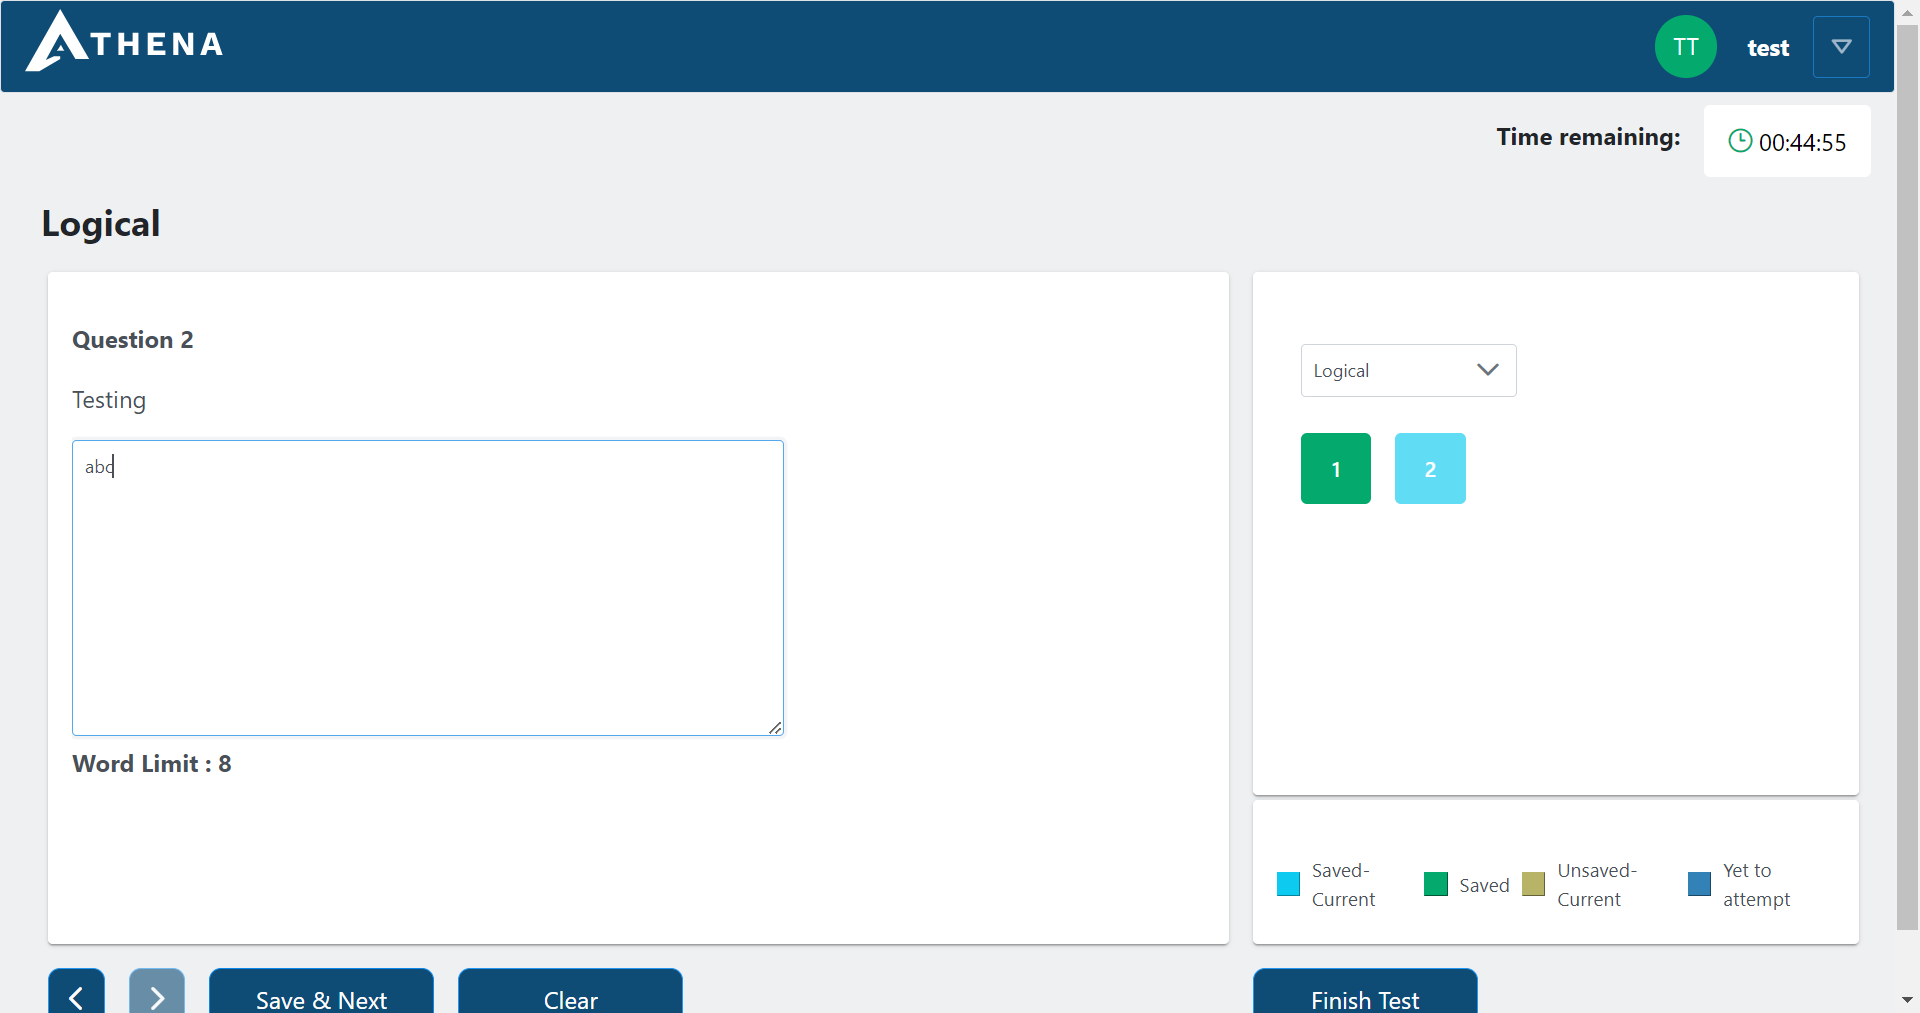 ATHENA
TT
test
Time remaining:
00:44:55
Logical
Question 2
Testing
abc
Word Limit : 8
Logical
1
2
Saved-
Current
Saved
Unsaved-
Current
Yet to
attempt
Save & Next
Clear
Finish Test